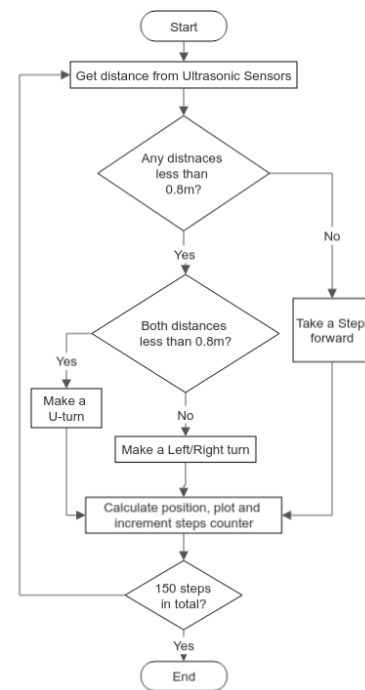 Start
Get distance from Ultrasonic Sensors
Any distnaces
less than
0.8m?
No
Yes
Both distances
less than 0.8m?
Take a Step
forward
Yes
Make a
U-turn
No
Make a Left/Right turn
Calculate position, plot and
increment steps counter
150 steps
in total?
Yes
End